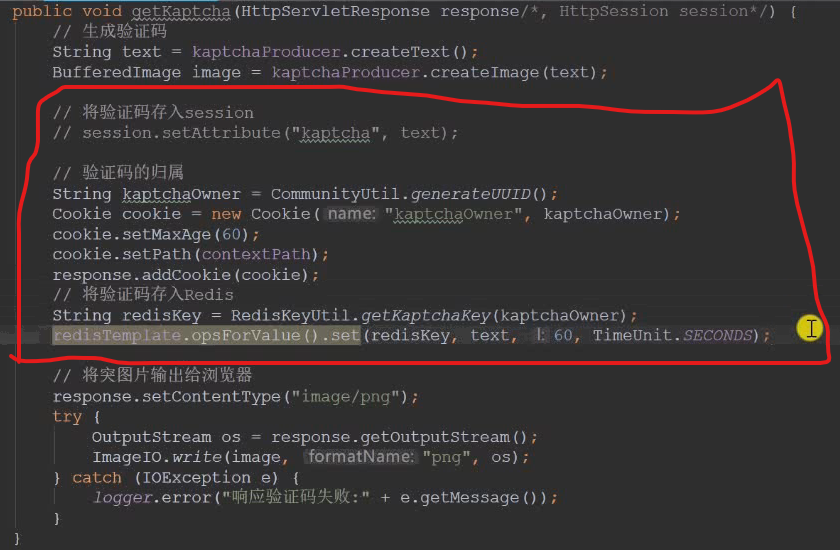 public void getKaptcha(HttpServletResponse response/*, HttpSession session*/) {
// 生成验证码
String text = kaptchaProducer.createText();
BufferedImage image = kaptchaProducer.createImage(text);
// 将验证码存入session
// session.setAttribute("kaptcha", text);
// 验证码的归属
String kaptchaOwner = CommunityUtil.generateUUID();
Cookie cookie = new Cookie( name: "kaptchaOwner", kaptchaOwner);
cookie.setMaxAge(60);
cookie.setPath(contextPath);
response.addCookie(cookie);
// 将验证码存入Redis
String redisKey = RedisKeyUtil.getKaptchaKey(kaptchaOwner);
redisTemplate.opsForValue().set(redisKey, text, l: 60, TimeUnit.SECONDS);
// 将突图片输出给浏览器
response.setContentType("image/png");
try {
OutputStream os = response.getOutputStream();
ImageIO.write(image, formatName: "png", os);
} catch (IOException e) {
logger.error("响应验证码失败:" + e.getMessage());
}
}